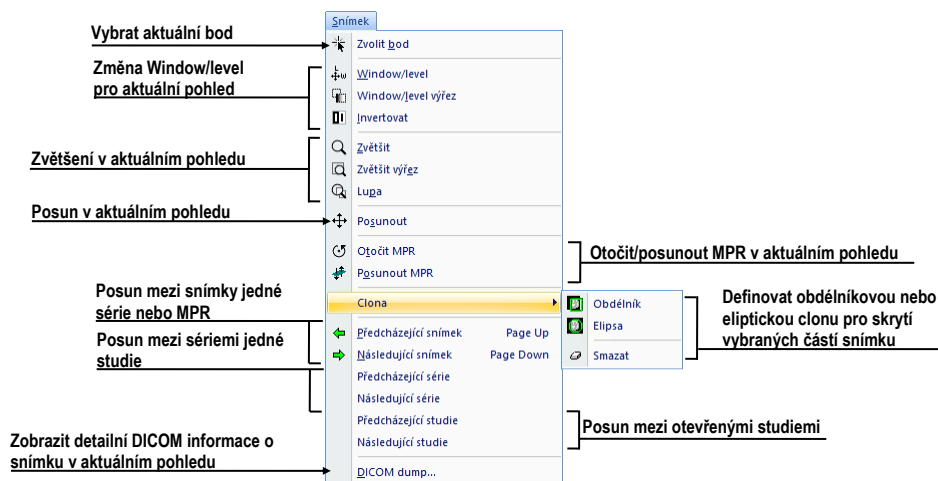 Snímek
Vybrat aktuální bod
Zvolit bod
Změna Window/level
pro aktuální pohled
Window/level
Window/level výřez
Invertovat
Zvětšení v aktuálním pohledu
Zvětšit
Zvětšit výřez
Lupa
Posun v aktuálním pohledu
Posunout
Otočit MPR
Posunout MPR
Otočit/posunout MPR v aktuálním pohledu
Clona
Obdélník
Elipsa
Smazat
Definovat obdélníkovou nebo
eliptickou clonu pro skrytí
vybraných částí snímku
Posun mezi snímky jedné
série nebo MPR
Předcházející snímek Page Up
Následující snímek Page Down
Posun mezi sériemi jedné
studie
Předcházející série
Následující série
Předcházející studie
Následující studie
Posun mezi otevřenými studiemi
Zobrazit detailní DICOM informace o
snímku v aktuálním pohledu
DICOM dump...